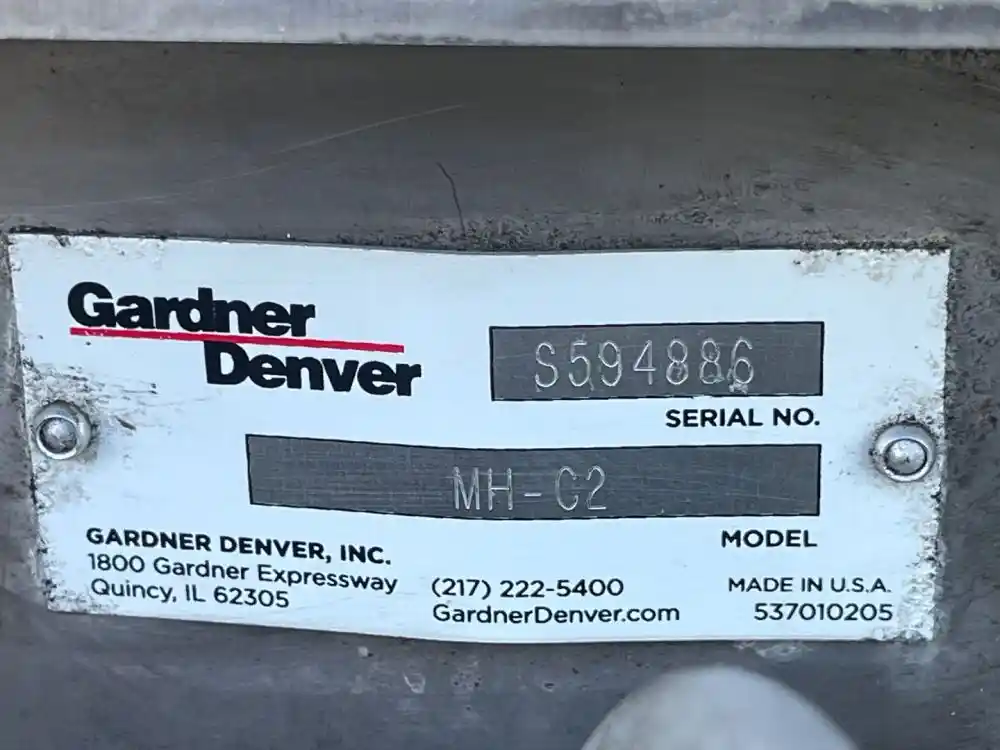 Gardner
Denver
S594886
SERIAL NO.
MH-C2
MODEL
GARDNER DENVER, INC.
1800 Gardner Expressway
Quincy, IL 62305
(217) 222-5400
GardnerDenver.com
MADE IN U.S.A.
537010205